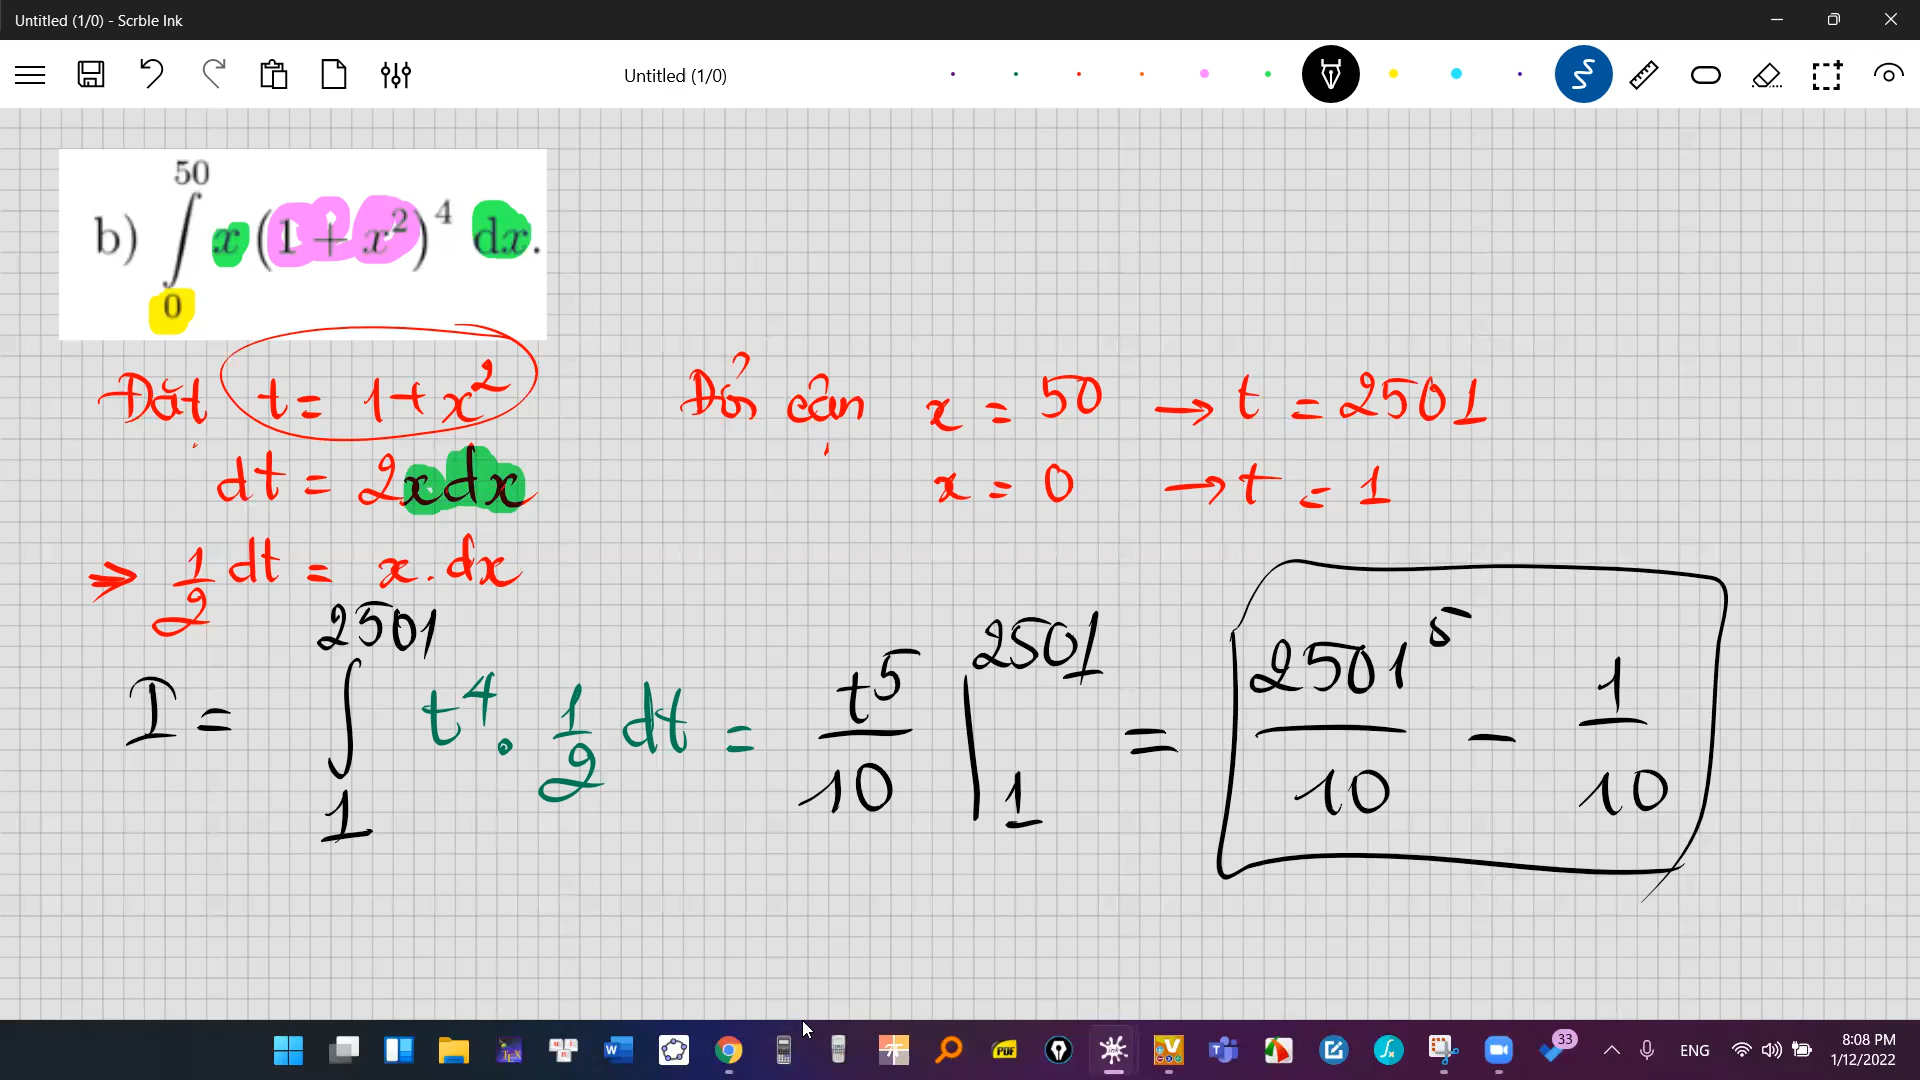 Untitled (1/0) - Scrble Ink
Untitled (1/0)
b) ∫₀⁵⁰ x(1 + x²)⁴ dx.
Đặt t = 1 + x²
Đổi cận x = 50 → t = 2501
dt = 2xdx
x = 0 → t = 1
⇒ 1/2 dt = x.dx
I = ∫₁²⁵⁰¹ t⁴ . 1/2 dt = t⁵/10 |₁²⁵⁰¹ = 2501⁵/10 - 1/10
33
ENG
8:08 PM
1/12/2022